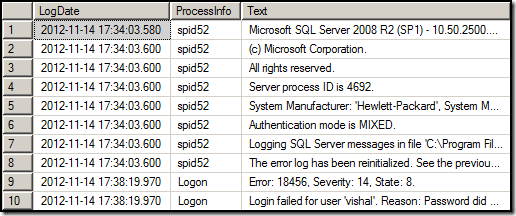 LogDate ProcessInfo Text
1 2012-11-14 17:34:03.580 spid52 Microsoft SQL Server 2008 R2 (SP1) - 10.50.2500....
2 2012-11-14 17:34:03.600 spid52 (c) Microsoft Corporation.
3 2012-11-14 17:34:03.600 spid52 All rights reserved.
4 2012-11-14 17:34:03.600 spid52 Server process ID is 4692.
5 2012-11-14 17:34:03.600 spid52 System Manufacturer: 'Hewlett-Packard', System M...
6 2012-11-14 17:34:03.600 spid52 Authentication mode is MIXED.
7 2012-11-14 17:34:03.600 spid52 Logging SQL Server messages in file 'C:\Program File...
8 2012-11-14 17:34:03.600 spid52 The error log has been reinitialized. See the previou...
9 2012-11-14 17:38:19.970 Logon Error: 18456, Severity: 14, State: 8.
10 2012-11-14 17:38:19.970 Logon Login failed for user 'vishal'. Reason: Password did ...